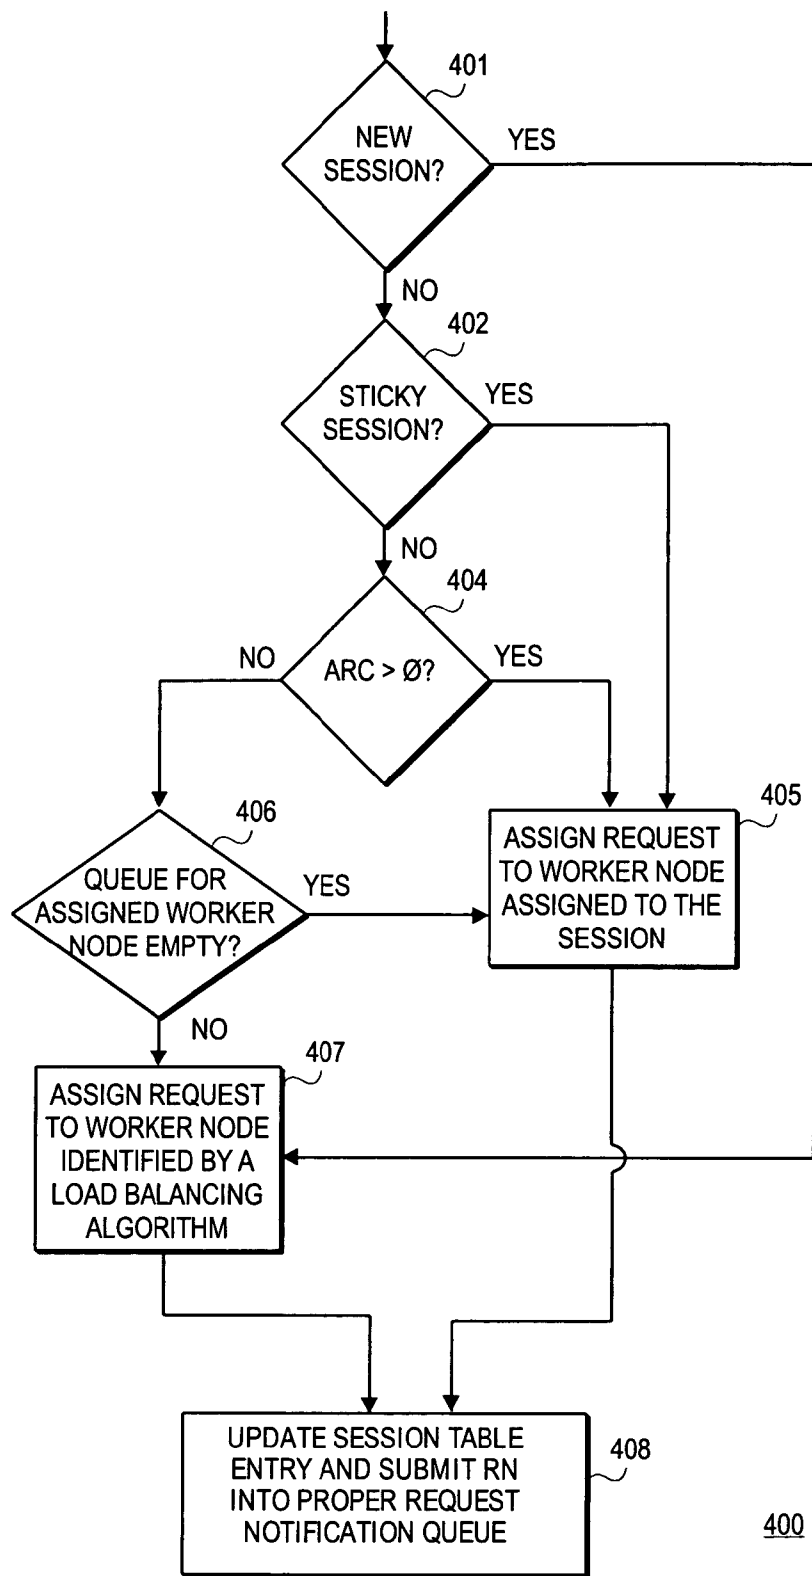 401
NEW
SESSION?
YES
NO
402
STICKY
SESSION?
YES
NO
404
NO
ARC > Ø?
YES
406
405
QUEUE FOR
ASSIGNED WORKER
NODE EMPTY?
YES
ASSIGN REQUEST
TO WORKER NODE
ASSIGNED TO THE
SESSION
NO
407
ASSIGN REQUEST
TO WORKER NODE
IDENTIFIED BY A
LOAD BALANCING
ALGORITHM
UPDATE SESSION TABLE
ENTRY AND SUBMIT RN
INTO PROPER REQUEST
NOTIFICATION QUEUE
408
400